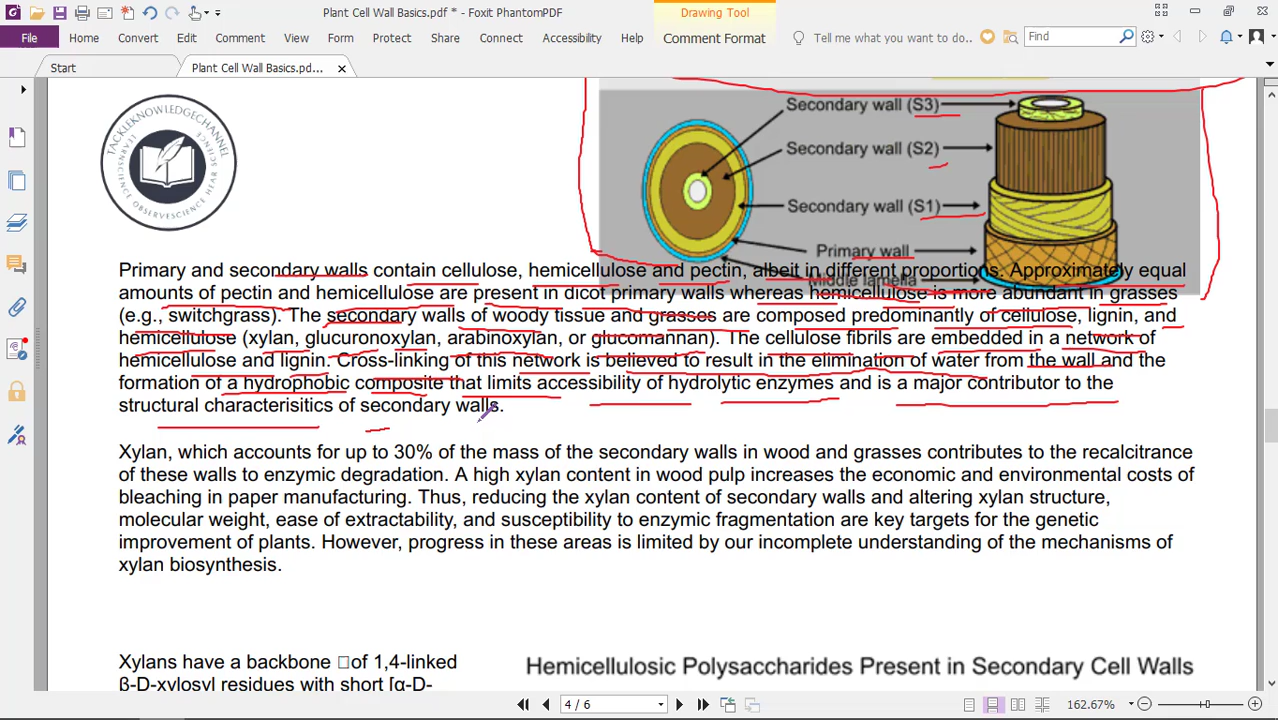 Plant Cell Wall Basics.pdf * - Foxit PhantomPDF
Drawing Tool
File
Home
Convert
Edit
Comment
View
Form
Protect
Share
Connect
Accessibility
Help
Comment Format
Tell me what you want to do..
Find
Start
Plant Cell Wall Basics.pd...
TACKLEKNOWLEDGECHANNEL
LEARNSCIENCE OBSERVESCIENCE HEAR SCIENCE
Secondary wall (S3)
Secondary wall (S2)
Secondary wall (S1)
Primary wall
Middle lamella
Primary and secondary walls contain cellulose, hemicellulose and pectin, albeit in different proportions. Approximately equal
amounts of pectin and hemicellulose are present in dicot primary walls whereas hemicellulose is more abundant in grasses
(e.g., switchgrass). The secondary walls of woody tissue and grasses are composed predominantly of cellulose, lignin, and
hemicellulose (xylan, glucuronoxylan, arabinoxylan, or glucomannan). The cellulose fibrils are embedded in a network of
hemicellulose and lignin. Cross-linking of this network is believed to result in the elimination of water from the wall and the
formation of a hydrophobic composite that limits accessibility of hydrolytic enzymes and is a major contributor to the
structural characterisitics of secondary walls.
Xylan, which accounts for up to 30% of the mass of the secondary walls in wood and grasses contributes to the recalcitrance
of these walls to enzymic degradation. A high xylan content in wood pulp increases the economic and environmental costs of
bleaching in paper manufacturing. Thus, reducing the xylan content of secondary walls and altering xylan structure,
molecular weight, ease of extractability, and susceptibility to enzymic fragmentation are key targets for the genetic
improvement of plants. However, progress in these areas is limited by our incomplete understanding of the mechanisms of
xylan biosynthesis.
Xylans have a backbone □of 1,4-linked
β-D-xylosyl residues with short [α-D-
Hemicellulosic Polysaccharides Present in Secondary Cell Walls
4 / 6
162.67%